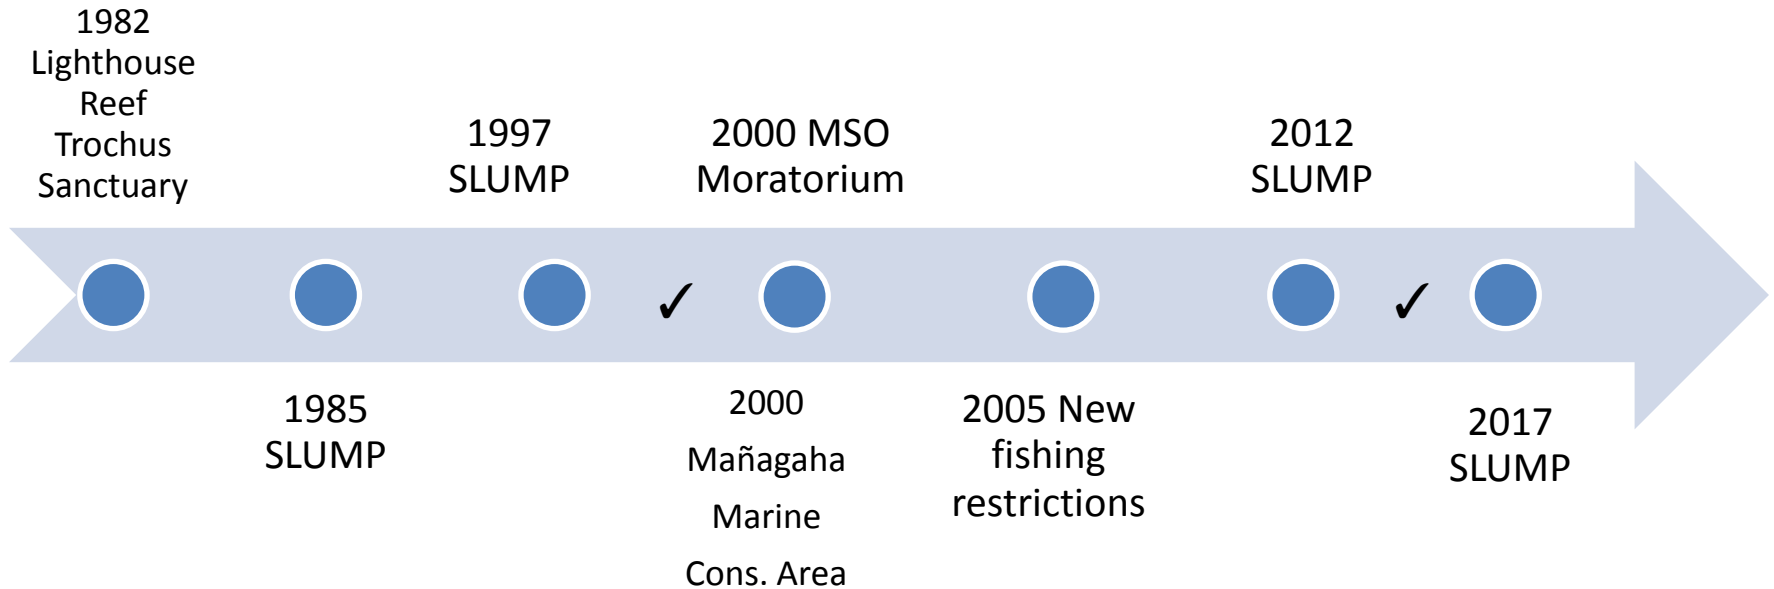 1982
Lighthouse
Reef
Trochus
Sanctuary
1985
SLUMP
1997
SLUMP
✓
2000 MSO
Moratorium
2000
Mañagaha
Marine
Cons. Area
2005 New
fishing
restrictions
2012
SLUMP
✓
2017
SLUMP